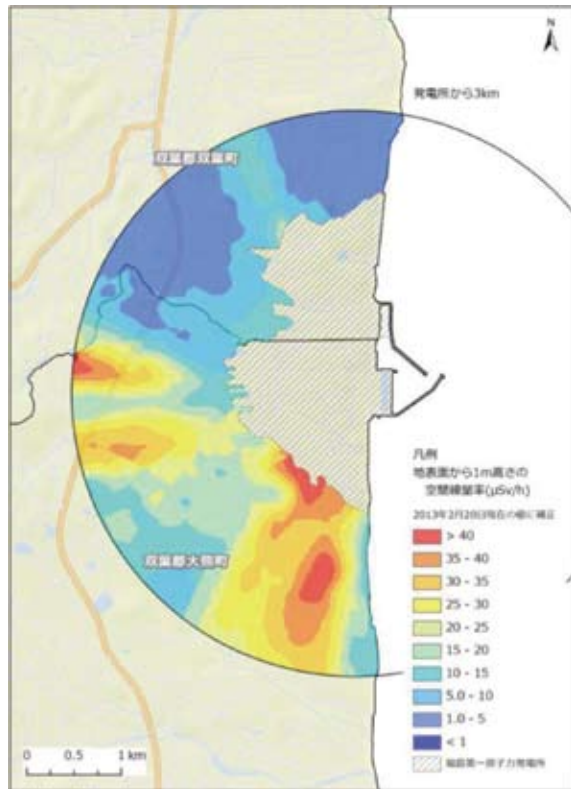 N
発電所から3km
双葉郡双葉町
双葉郡大熊町
凡例
地表面から1m高さの
空間線量率(μSv/h)
2013年2月20日現在の値に補正
> 40
35 - 40
30 - 35
25 - 30
20 - 25
15 - 20
10 - 15
5.0 - 10
1.0 - 5
< 1
福島第一原子力発電所
0 0.5 1 km